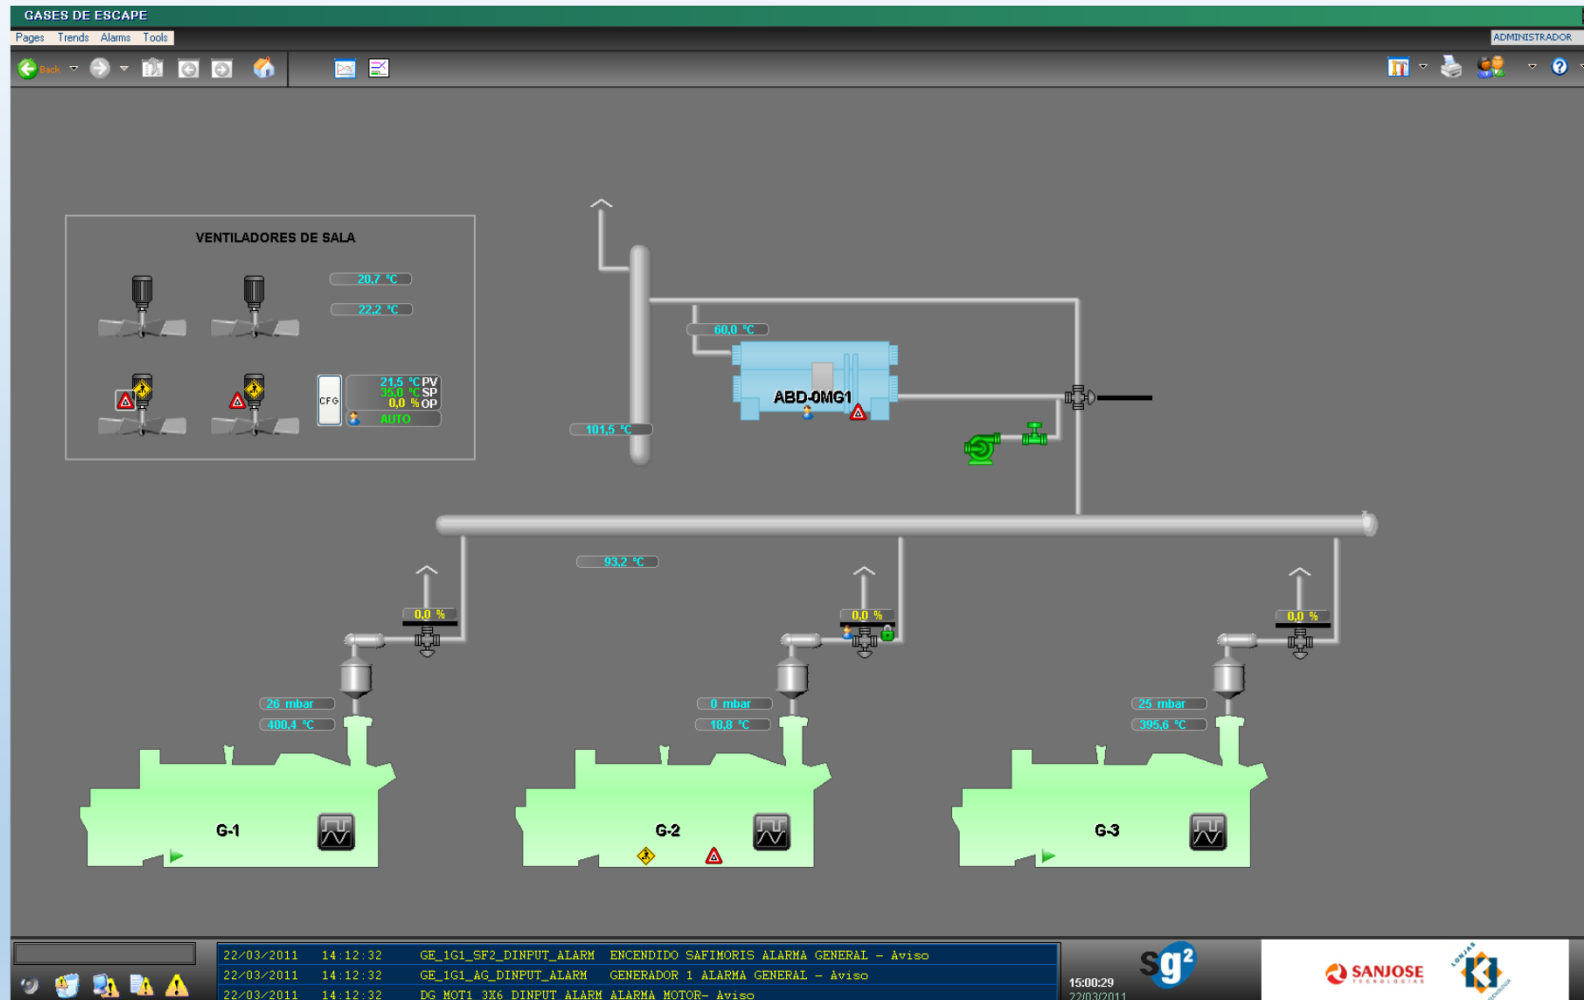 GASES DE ESCAPE
Pages Trends Alarms Tools
ADMINISTRADOR
Back
VENTILADORES DE SALA
20,7 °C
22,2 °C
CFG
21,5 °C PV
35,0 °C SP
0,0 % OP
AUTO
60,0 °C
ABD-0MG1
101,5 °C
93,2 °C
0,0 %
0,0 %
0,0 %
26 mbar
400,4 °C
0 mbar
18,8 °C
25 mbar
395,6 °C
G-1
G-2
G-3
22/03/2011 14:12:32 GE_1G1_SF2_DINPUT_ALARM ENCENDIDO SAFIMORIS ALARMA GENERAL - Aviso
22/03/2011 14:12:32 GE_1G1_AG_DINPUT_ALARM GENERADOR 1 ALARMA GENERAL - Aviso
22/03/2011 14:12:32 DG_MOT1_3X6_DINPUT_ALARM ALARMA MOTOR- Aviso
15:00:29
22/03/2011
sg²
SANJOSE
TECNOLOGIAS
LONJAS